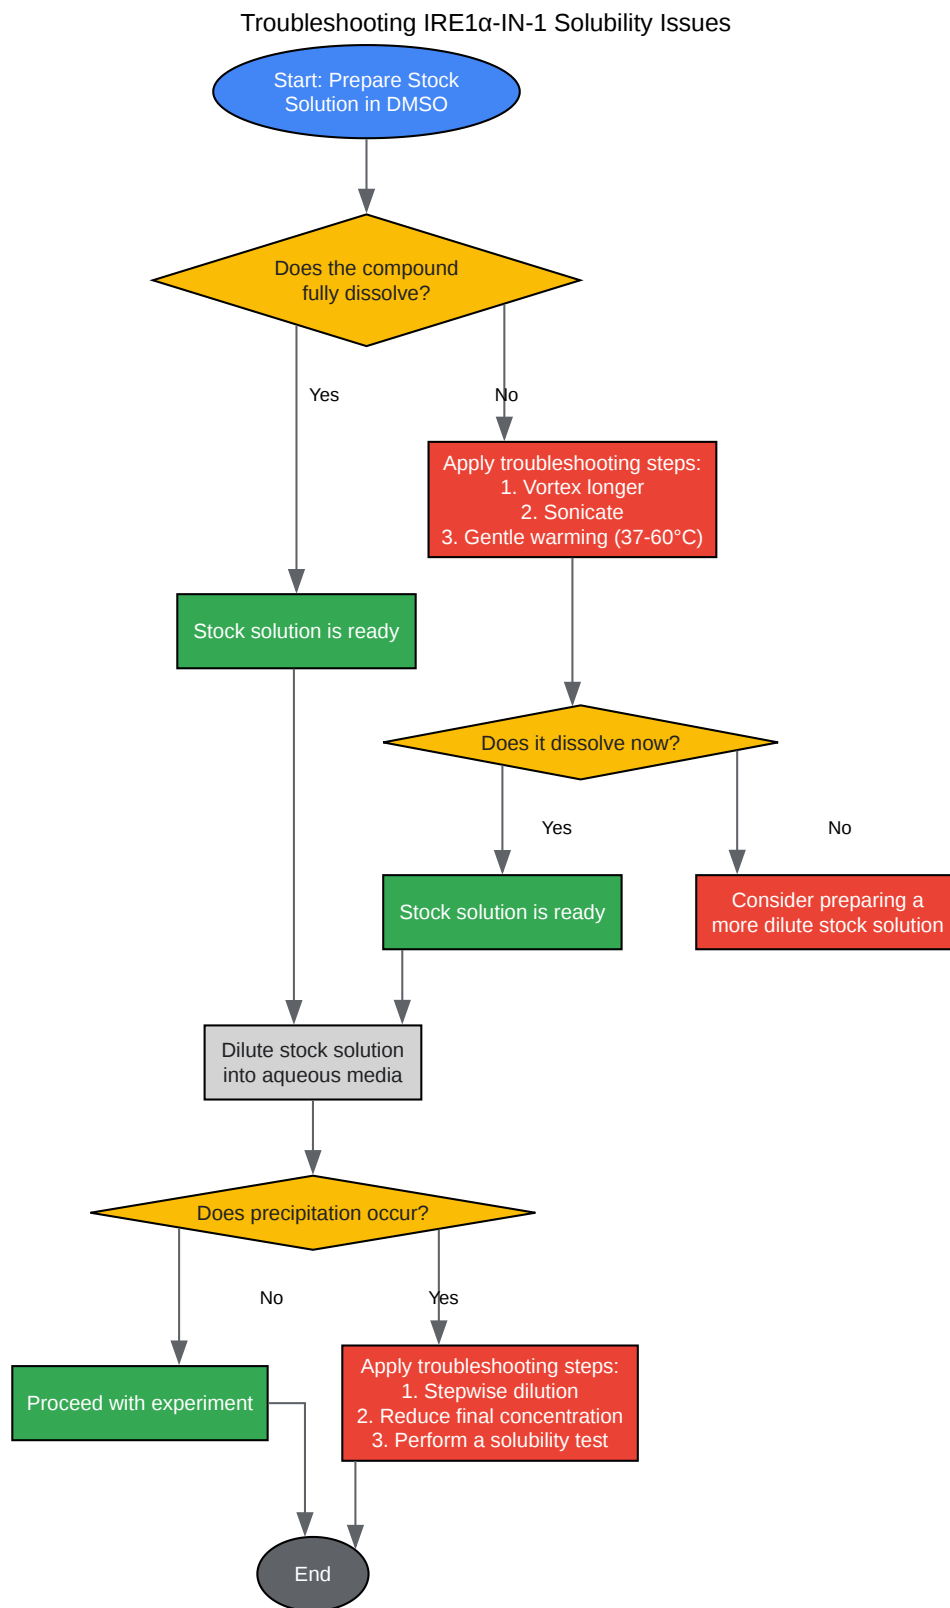 Troubleshooting IRE1α-IN-1 Solubility Issues
Start: Prepare Stock
Solution in DMSO
Does the compound
fully dissolve?
Yes
No
Apply troubleshooting steps:
1. Vortex longer
2. Sonicate
3. Gentle warming (37-60°C)
Stock solution is ready
Does it dissolve now?
Yes
No
Stock solution is ready
Consider preparing a
more dilute stock solution
Dilute stock solution
into aqueous media
Does precipitation occur?
No
Yes
Proceed with experiment
Apply troubleshooting steps:
1. Stepwise dilution
2. Reduce final concentration
3. Perform a solubility test
End